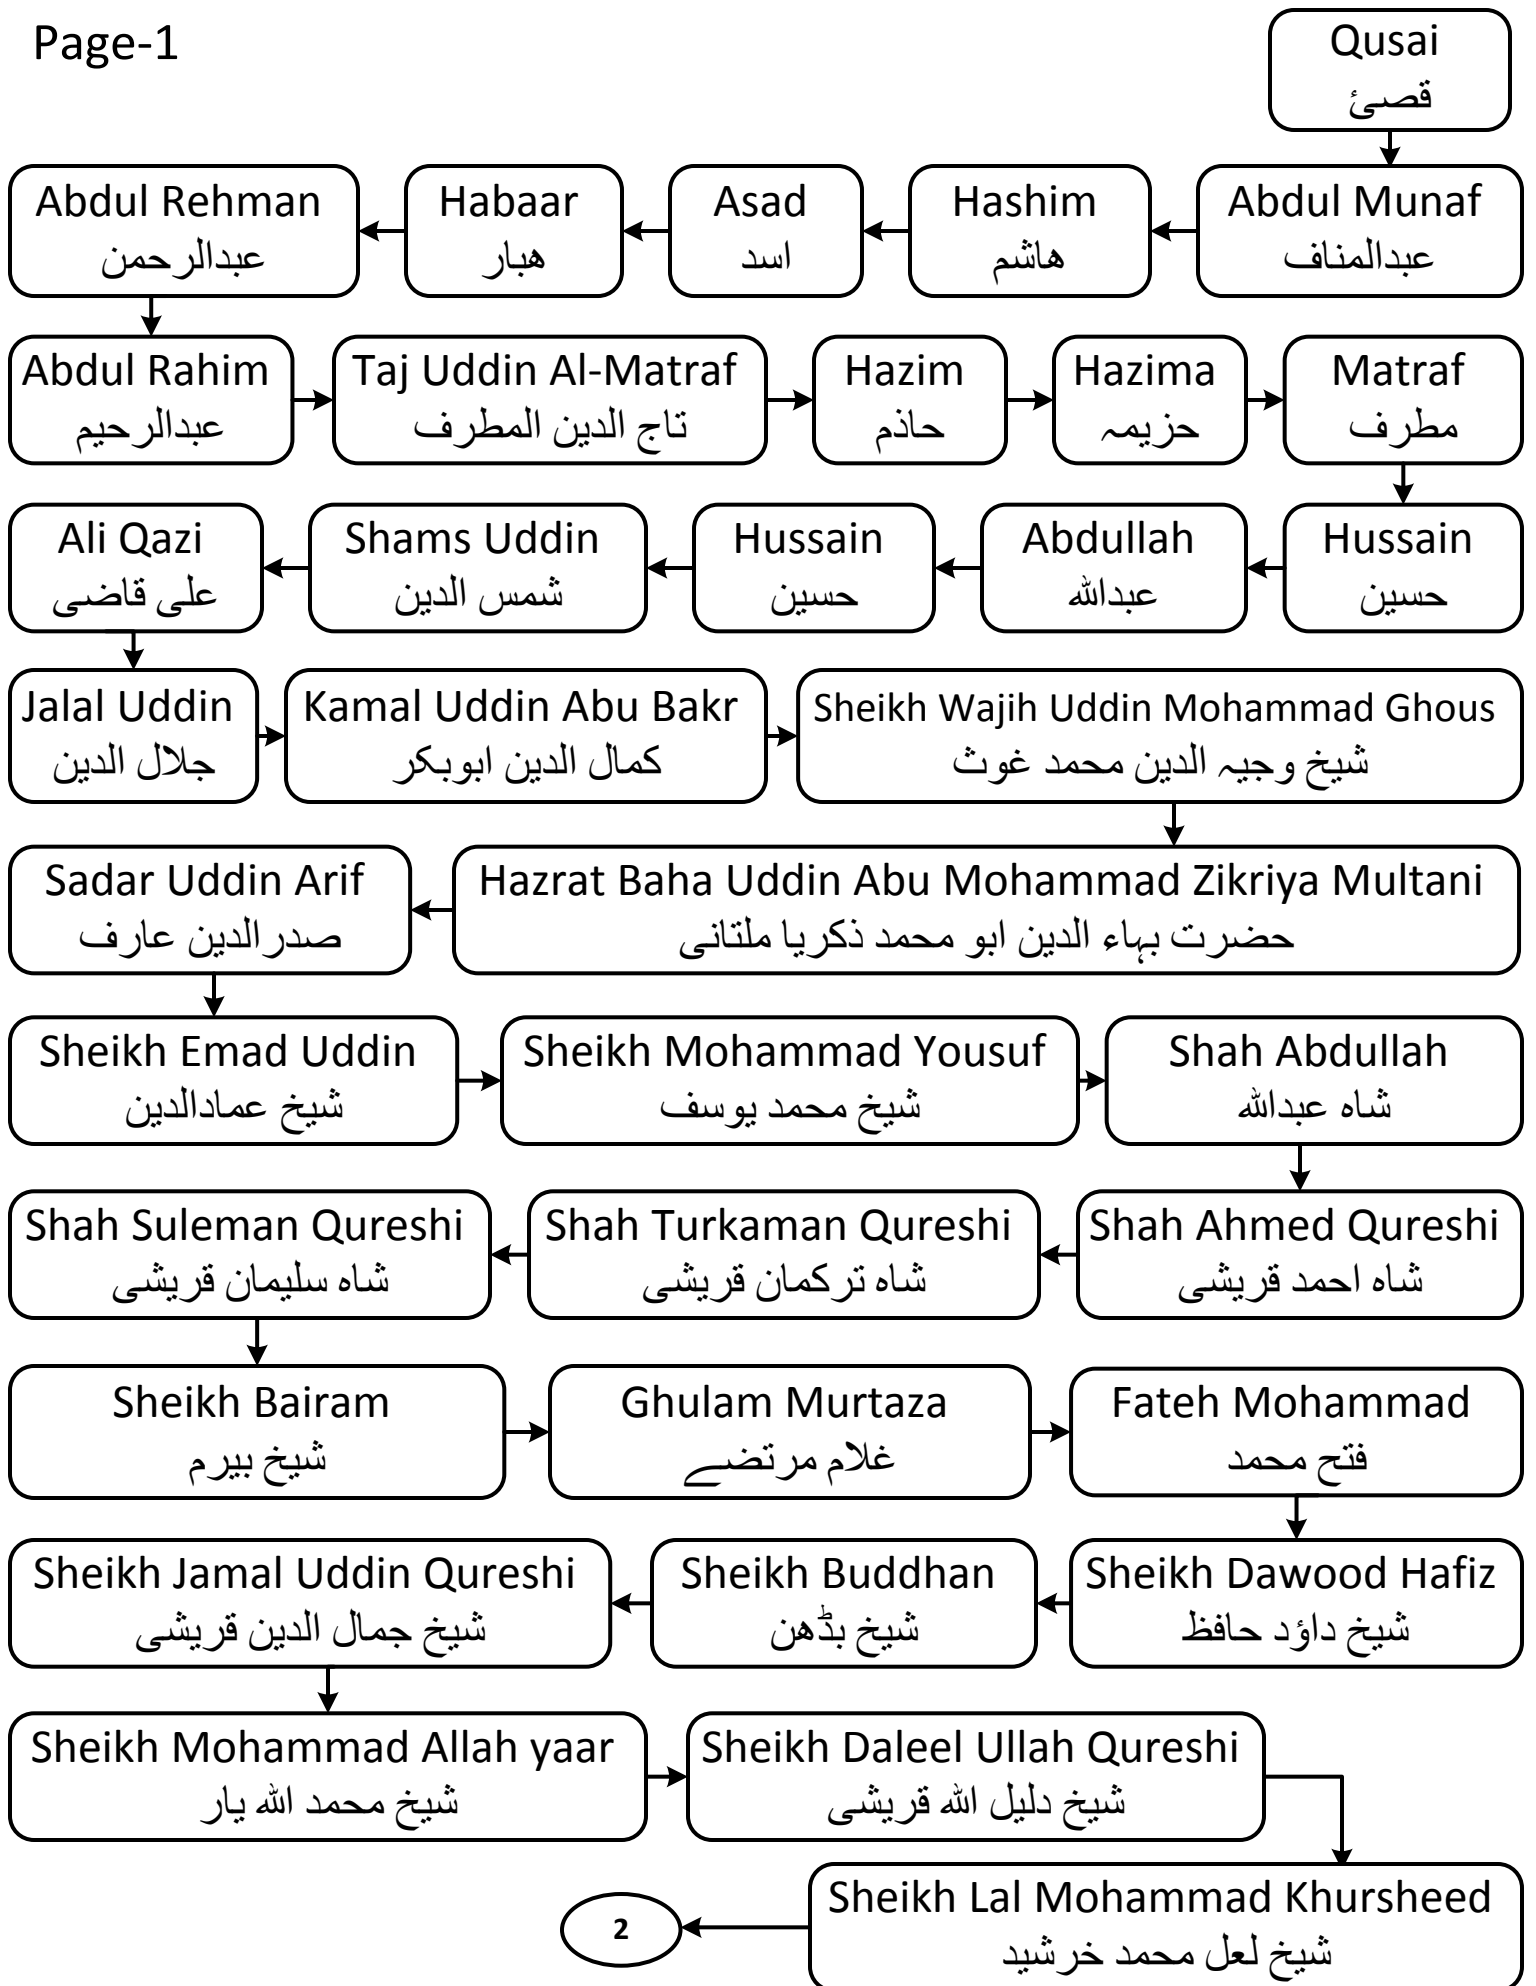 Page-1
Qusai
قصئ
Abdul Munaf
عبدالمناف
Hashim
ھاشم
Asad
اسد
Habaar
ھبار
Abdul Rehman
عبدالرحمن
Abdul Rahim
عبدالرحیم
Taj Uddin Al-Matraf
تاج الدین المطرف
Hazim
حاذم
Hazima
حزیمہ
Matraf
مطرف
Hussain
حسین
Abdullah
عبداللہ
Hussain
حسین
Shams Uddin
شمس الدین
Ali Qazi
علی قاضی
Jalal Uddin
جلال الدین
Kamal Uddin Abu Bakr
کمال الدین ابوبکر
Sheikh Wajih Uddin Mohammad Ghous
شیخ وجیہ الدین محمد غوث
Hazrat Baha Uddin Abu Mohammad Zikriya Multani
حضرت بہاء الدین ابو محمد ذکریا ملتانی
Sadar Uddin Arif
صدرالدین عارف
Sheikh Emad Uddin
شیخ عمادالدین
Sheikh Mohammad Yousuf
شیخ محمد یوسف
Shah Abdullah
شاہ عبداللہ
Shah Ahmed Qureshi
شاہ احمد قریشی
Shah Turkaman Qureshi
شاہ ترکمان قریشی
Shah Suleman Qureshi
شاہ سلیمان قریشی
Sheikh Bairam
شیخ بیرم
Ghulam Murtaza
غلام مرتضے
Fateh Mohammad
فتح محمد
Sheikh Dawood Hafiz
شیخ داؤد حافظ
Sheikh Buddhan
شیخ بڈھن
Sheikh Jamal Uddin Qureshi
شیخ جمال الدین قریشی
Sheikh Mohammad Allah yaar
شیخ محمد اللہ یار
Sheikh Daleel Ullah Qureshi
شیخ دلیل اللہ قریشی
Sheikh Lal Mohammad Khursheed
شیخ لعل محمد خرشید
2